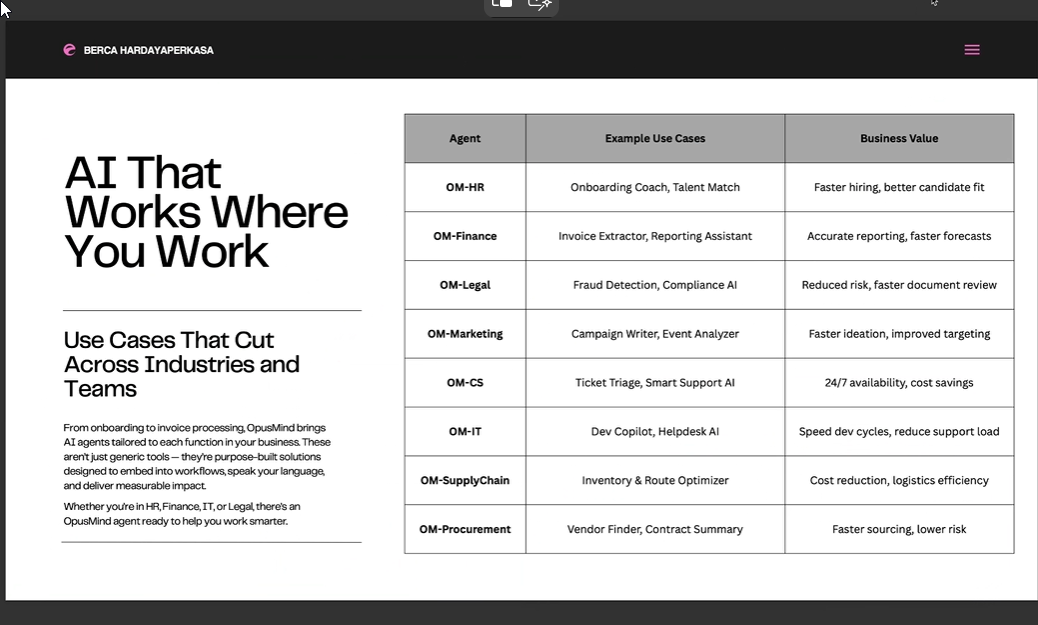 BERCA HARDAYAPERKASA
AI That
Works Where
You Work
Use Cases That Cut
Across Industries and
Teams
From onboarding to invoice processing, OpusMind brings
AI agents tailored to each function in your business. These
aren't just generic tools — they're purpose-built solutions
designed to embed into workflows, speak your language,
and deliver measurable impact.
Whether you're in HR, Finance, IT, or Legal, there's an
OpusMind agent ready to help you work smarter.
Agent Example Use Cases Business Value
OM-HR Onboarding Coach, Talent Match Faster hiring, better candidate fit
OM-Finance Invoice Extractor, Reporting Assistant Accurate reporting, faster forecasts
OM-Legal Fraud Detection, Compliance AI Reduced risk, faster document review
OM-Marketing Campaign Writer, Event Analyzer Faster ideation, improved targeting
OM-CS Ticket Triage, Smart Support AI 24/7 availability, cost savings
OM-IT Dev Copilot, Helpdesk AI Speed dev cycles, reduce support load
OM-SupplyChain Inventory & Route Optimizer Cost reduction, logistics efficiency
OM-Procurement Vendor Finder, Contract Summary Faster sourcing, lower risk